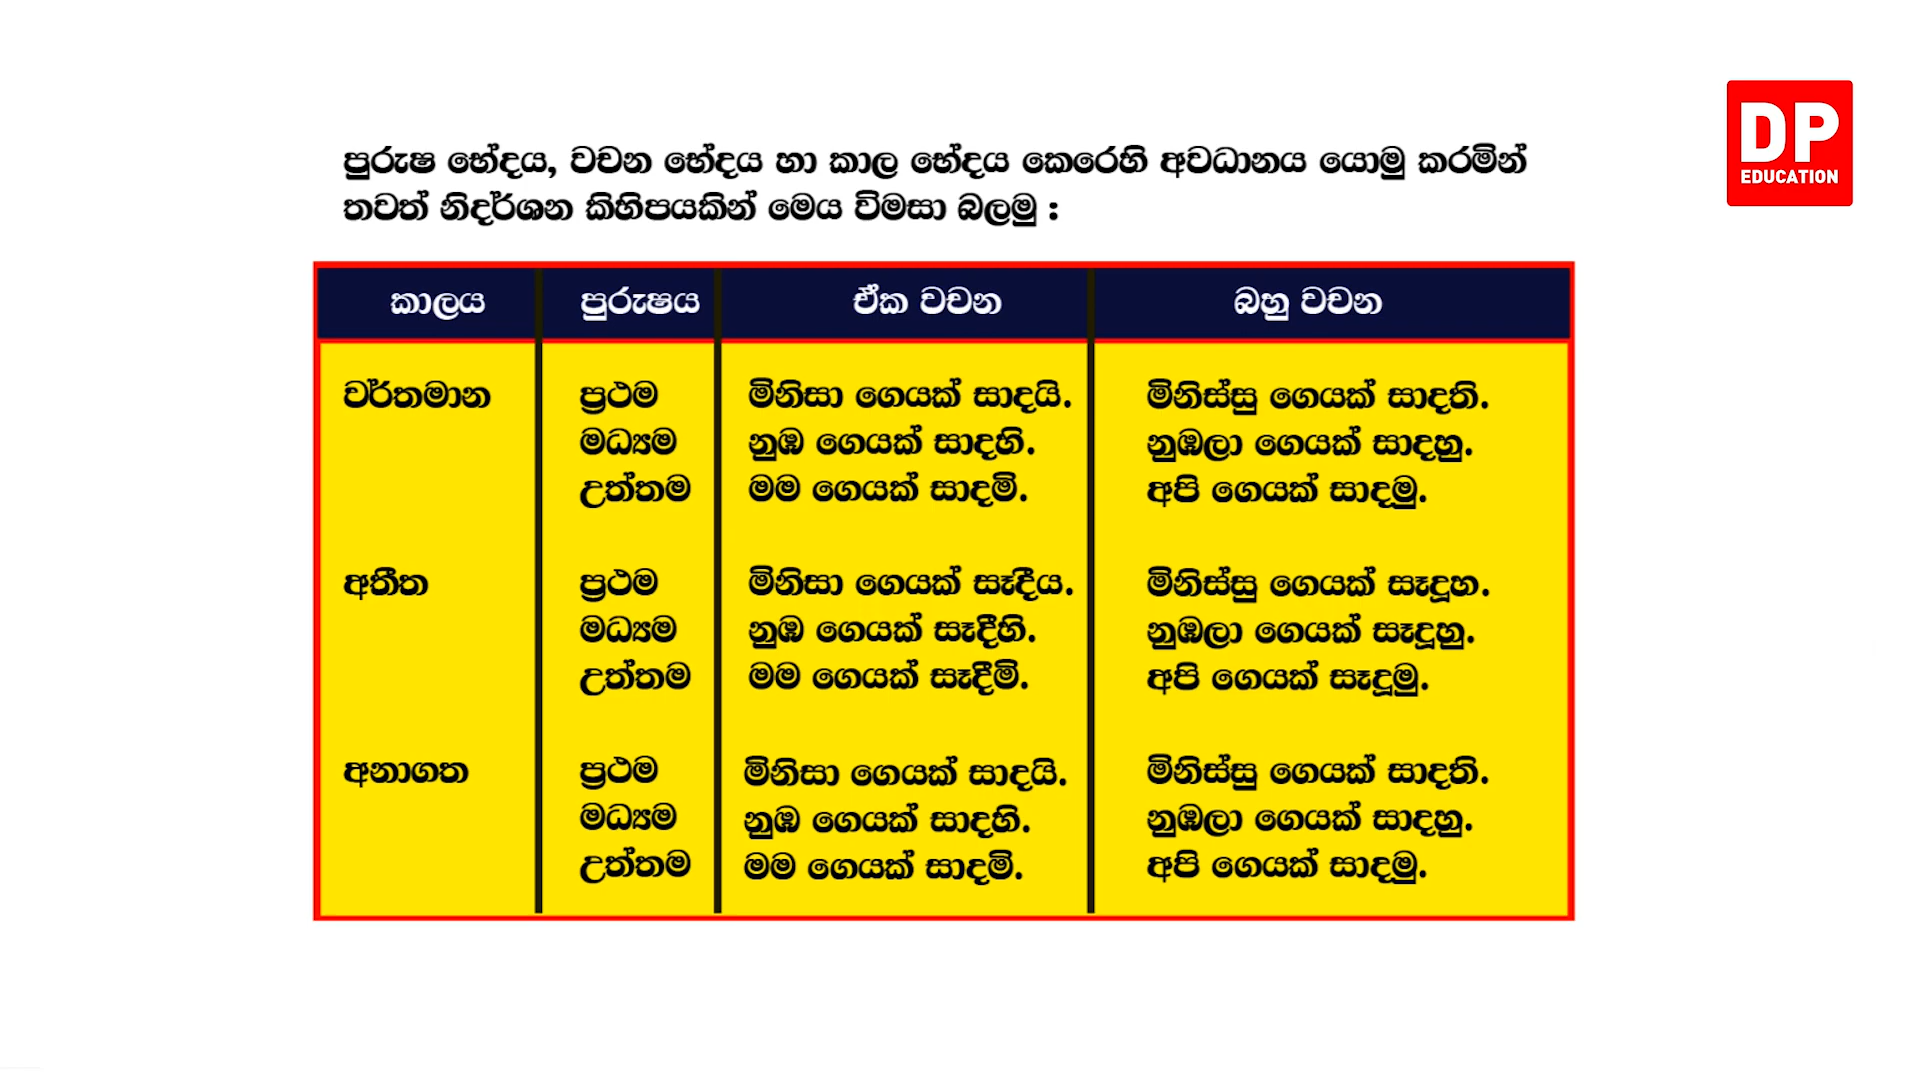 DP
EDUCATION
පුරුෂ භේදය, වචන භේදය හා කාල භේදය කෙරෙහි අවධානය යොමු කරමින්
තවත් නිදර්ශන කිහිපයකින් මෙය විමසා බලමු :
කාලය පුරුෂය ඒක වචන බහු වචන
වර්තමාන ප්‍රථම මිනිසා ගෙයක් සාදයි. මිනිස්සු ගෙයක් සාදති.
මධ්‍යම නුඹ ගෙයක් සාදහි. නුඹලා ගෙයක් සාදහු.
උත්තම මම ගෙයක් සාදමි. අපි ගෙයක් සාදමු.
අතීත ප්‍රථම මිනිසා ගෙයක් සෑදීය. මිනිස්සු ගෙයක් සෑදූහ.
මධ්‍යම නුඹ ගෙයක් සෑදීහි. නුඹලා ගෙයක් සෑදූහු.
උත්තම මම ගෙයක් සෑදීමි. අපි ගෙයක් සෑදූමු.
අනාගත ප්‍රථම මිනිසා ගෙයක් සාදයි. මිනිස්සු ගෙයක් සාදති.
මධ්‍යම නුඹ ගෙයක් සාදහි. නුඹලා ගෙයක් සාදහු.
උත්තම මම ගෙයක් සාදමි. අපි ගෙයක් සාදමු.